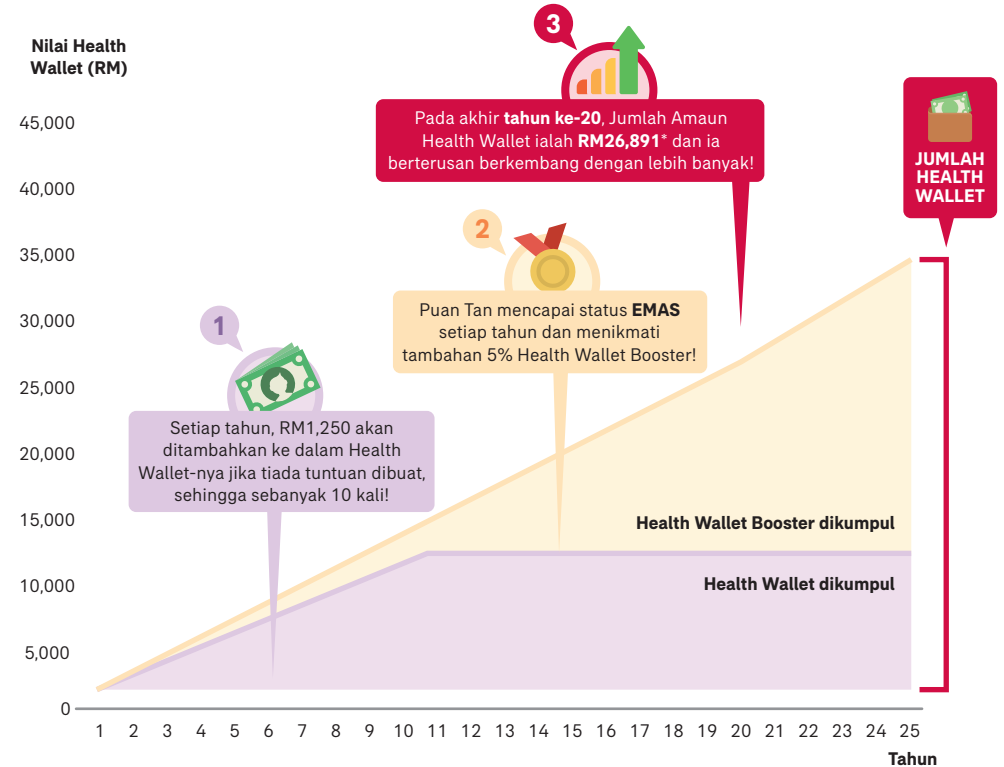 Nilai Health
Wallet (RM)
45,000
40,000
35,000
30,000
25,000
20,000
15,000
10,000
5,000
0
3
Pada akhir tahun ke-20, Jumlah Amaun
Health Wallet ialah RM26,891* dan ia
berterusan berkembang dengan lebih banyak!
JUMLAH
HEALTH
WALLET
2
Puan Tan mencapai status EMAS
setiap tahun dan menikmati
tambahan 5% Health Wallet Booster!
1
Setiap tahun, RM1,250 akan
ditambahkan ke dalam Health
Wallet-nya jika tiada tuntuan dibuat,
sehingga sebanyak 10 kali!
Health Wallet Booster dikumpul
Health Wallet dikumpul
1 2 3 4 5 6 7 8 9 10 11 12 13 14 15 16 17 18 19 20 21 22 23 24 25
Tahun